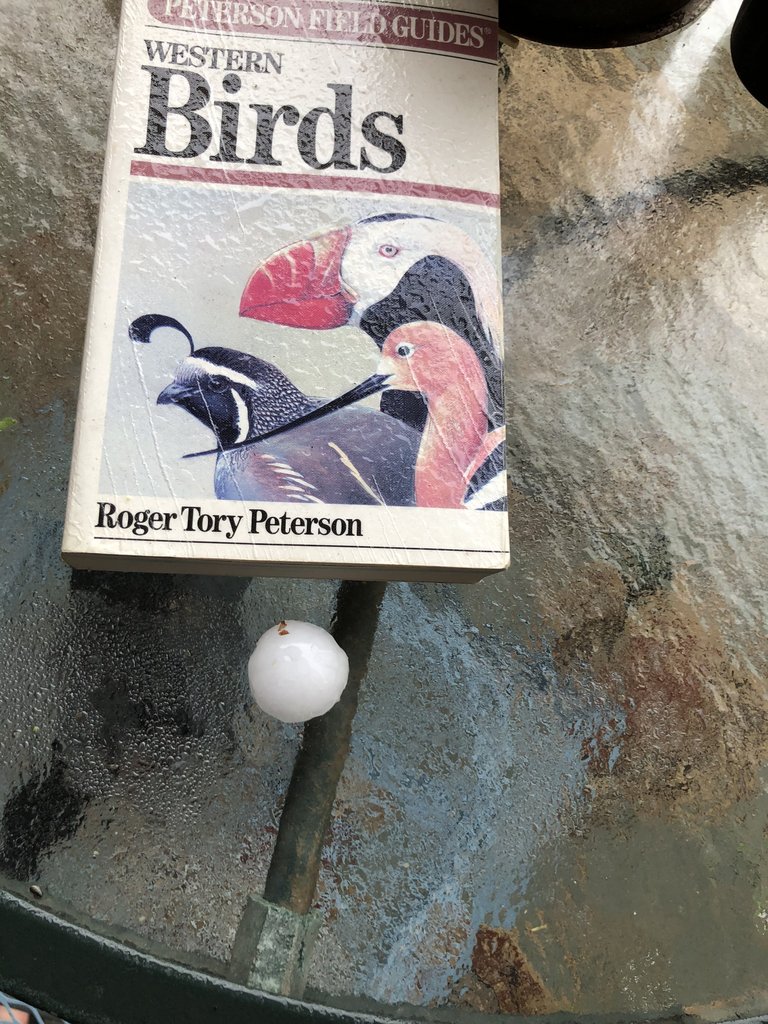 PETERSON FIELD GUIDES®
WESTERN
Birds
Roger Tory Peterson